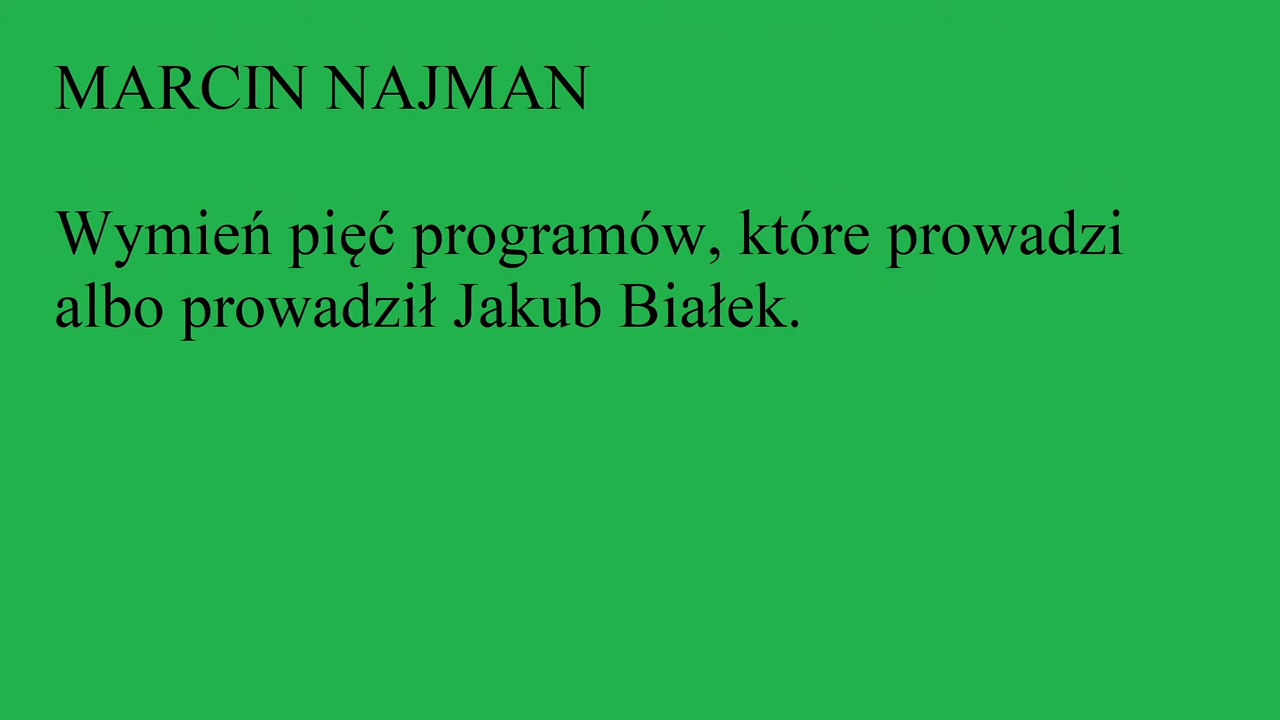 MARCIN NAJMAN
Wymień pięć programów, które prowadzi
albo prowadził Jakub Białek.